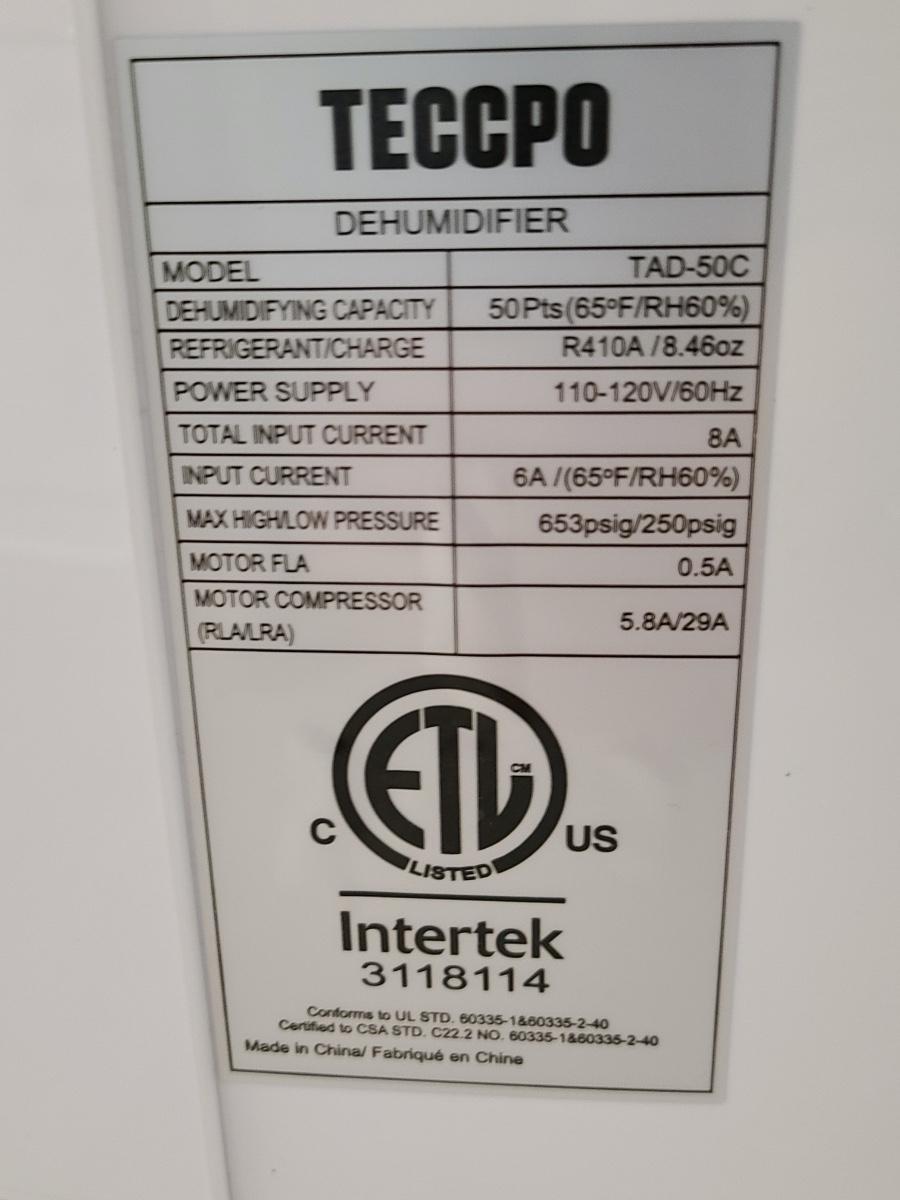 TECCPO
DEHUMIDIFIER
MODEL TAD-50C
DEHUMIDIFYING CAPACITY 50Pts(65ºF/RH60%)
REFRIGERANT/CHARGE R410A/8.46oz
POWER SUPPLY 110-120V/60Hz
TOTAL INPUT CURRENT 8A
INPUT CURRENT 6A/(65ºF/RH60%)
MAX HIGH/LOW PRESSURE 653psig/250psig
MOTOR FLA 0.5A
MOTOR COMPRESSOR
(RLA/LRA) 5.8A/29A
ETL CM
C US
LISTED
Intertek
3118114
Conforms to UL STD. 60335-1&60335-2-40
Certified to CSA STD. C22.2 NO. 60335-1&60335-2-40
Made in China/ Fabriqué en Chine